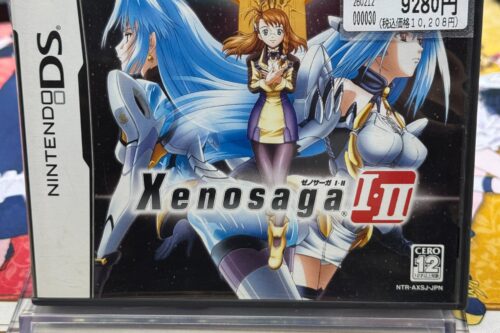 260212
000030
9280円
(税込価格10,208円)
NINTENDO DS
ゼノサーガ I・II
Xenosaga® I・II
CERO
12
NTR-AXSJ-JPN